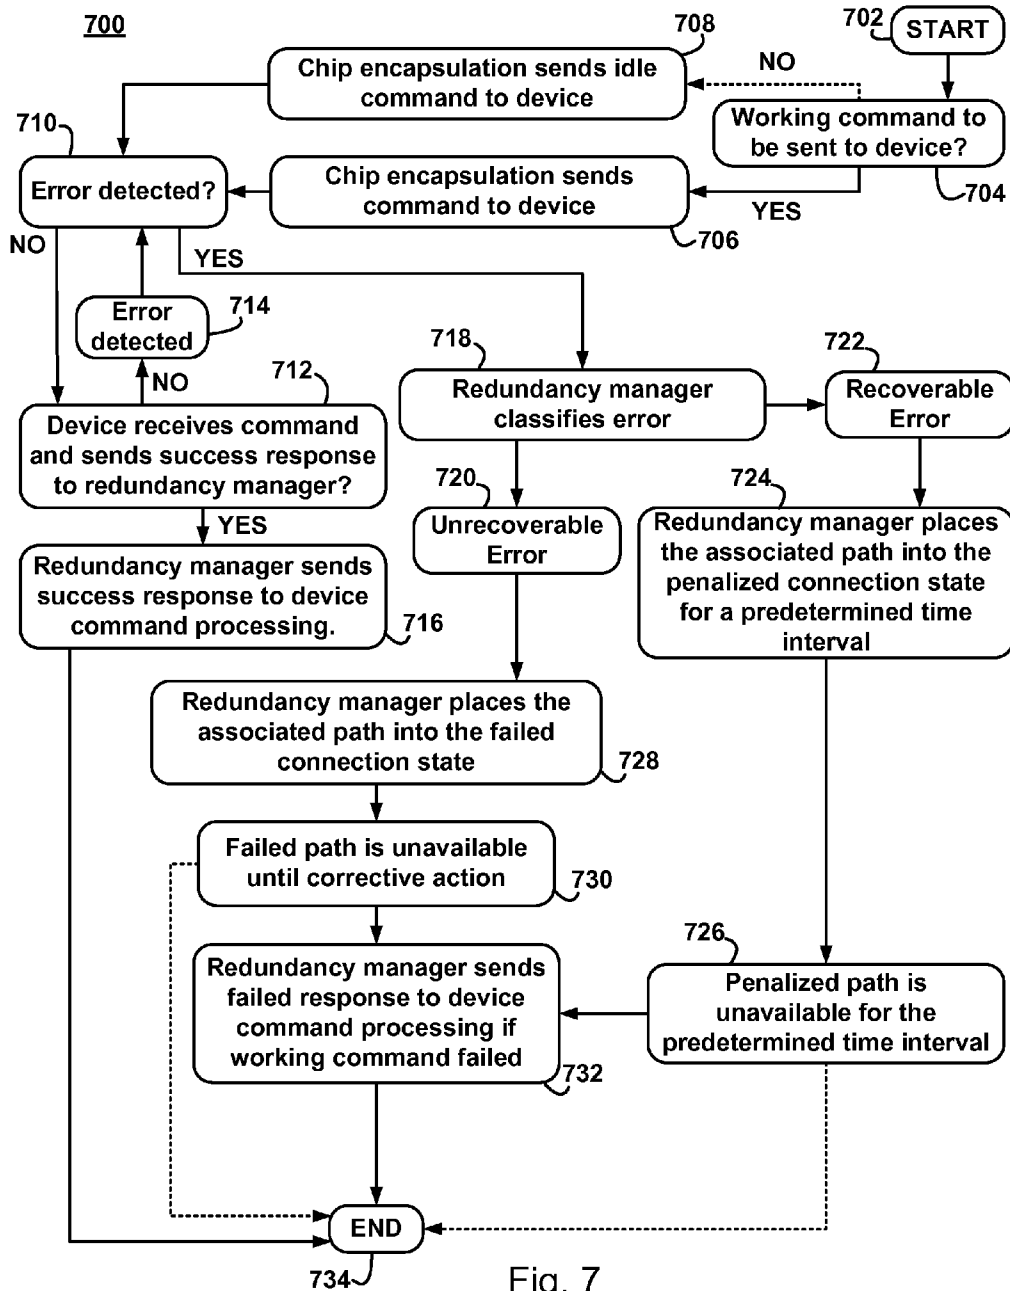 700
702
START
708
NO
Chip encapsulation sends idle
command to device
Working command to
be sent to device?
704
710
Error detected?
Chip encapsulation sends
command to device
YES
706
NO
YES
Error
detected
714
NO
712
Device receives command
and sends success response
to redundancy manager?
718
Redundancy manager
classifies error
722
Recoverable
Error
720
Unrecoverable
Error
724
Redundancy manager places
the associated path into the
penalized connection state
for a predetermined time
interval
YES
Redundancy manager sends
success response to device
command processing.
716
Redundancy manager places the
associated path into the failed
connection state
728
Failed path is unavailable
until corrective action
730
726
Penalized path is
unavailable for the
predetermined time interval
Redundancy manager sends
failed response to device
command processing if
working command failed
732
END
734
Fig. 7